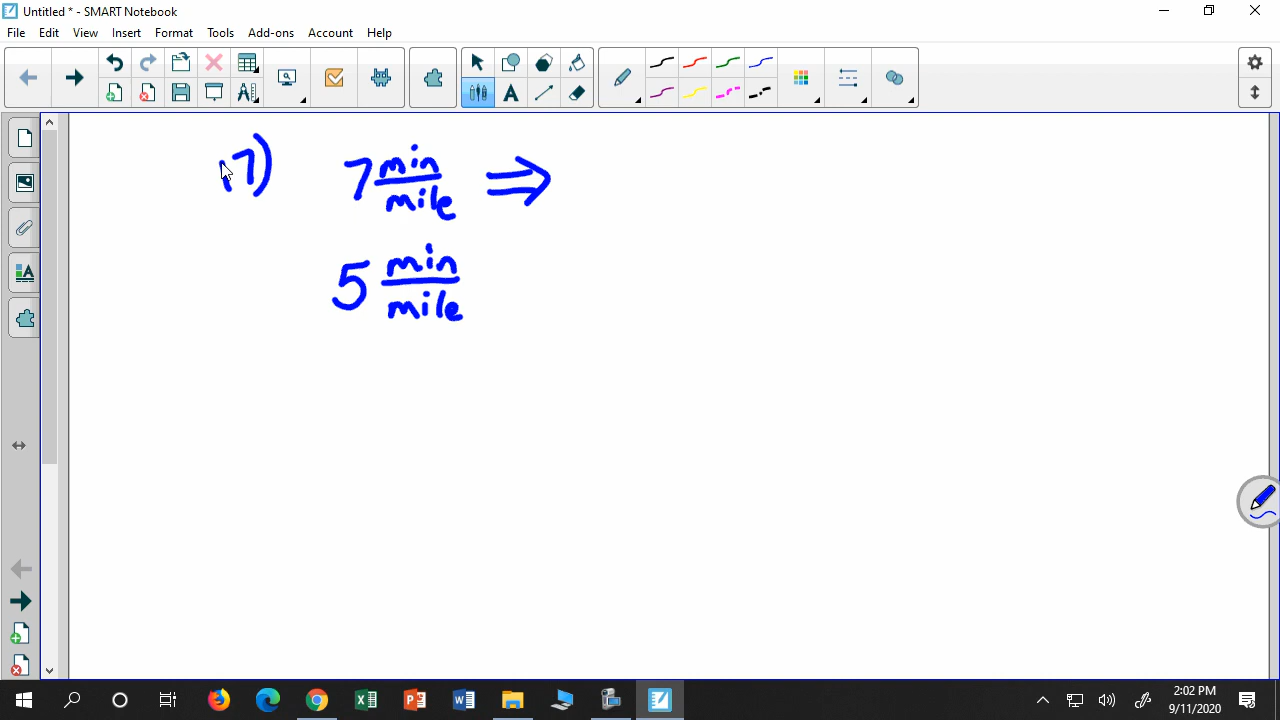 Untitled * - SMART Notebook
File Edit View Insert Format Tools Add-ons Account Help
17) 7 min/mile ⇒
5 min/mile
2:02 PM
9/11/2020